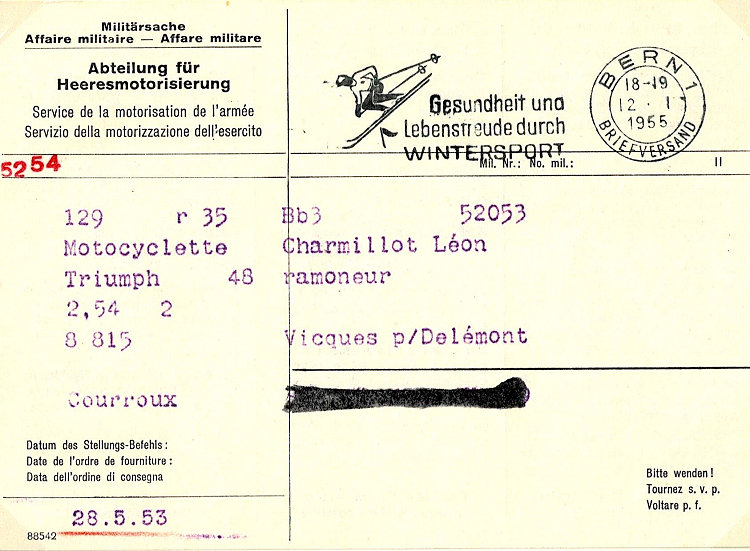 Militärsache
Affaire militaire — Affare militare
Abteilung für
Heeresmotorisierung
Service de la motorisation de l'armée
Servizio della motorizzazione dell'esercito
Gesundheit und
Lebensfreude durch
WINTERSPORT
BERN 1
18-19
12 . I
1955
BRIEFVERSAND
5254
Mil. Nr.: No. mil.: II
129 r 35
Motocyclette
Triumph 48
2,54 2
8 815
Courroux
Bb3 52053
Charmillot Léon
ramoneur
Vicques p/Delémont
Datum des Stellungs-Befehls :
Date de l'ordre de fourniture :
Data dell'ordine di consegna
28.5.53
88542
Bitte wenden !
Tournez s. v. p.
Voltare p. f.